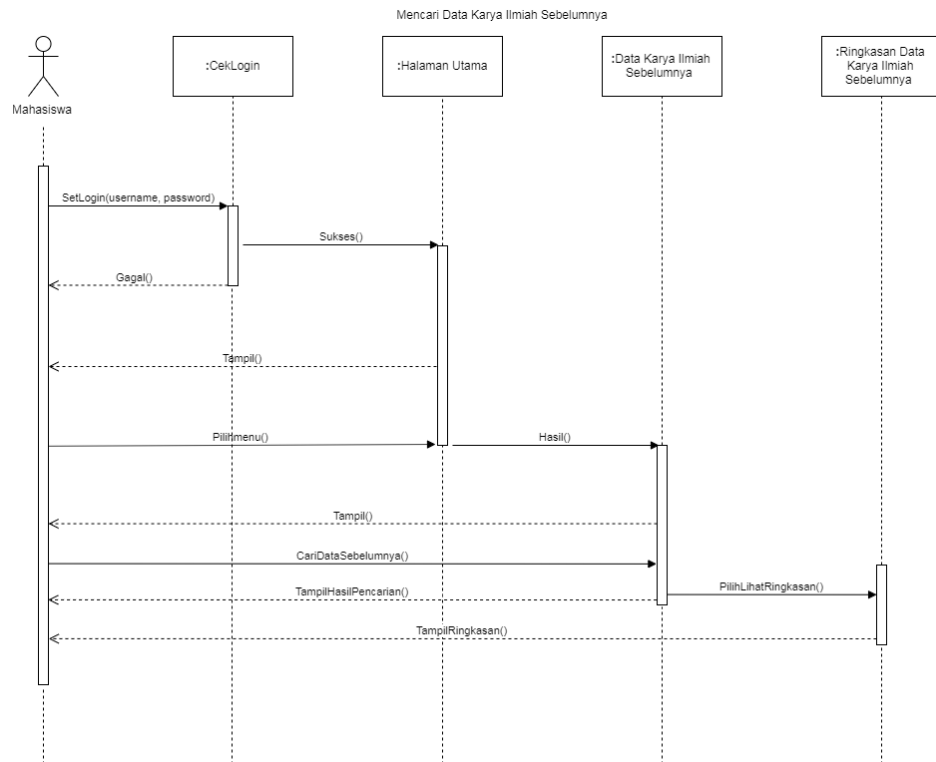 Mencari Data Karya Ilmiah Sebelumnya
Mahasiswa
:CekLogin
:Halaman Utama
:Data Karya Ilmiah
Sebelumnya
:Ringkasan Data
Karya Ilmiah
Sebelumnya
SetLogin(username, password)
Sukses()
Gagal()
Tampil()
Pilihmenu()
Hasil()
Tampil()
CariDataSebelumnya()
TampilHasilPencarian()
PilihLihatRingkasan()
TampilRingkasan()